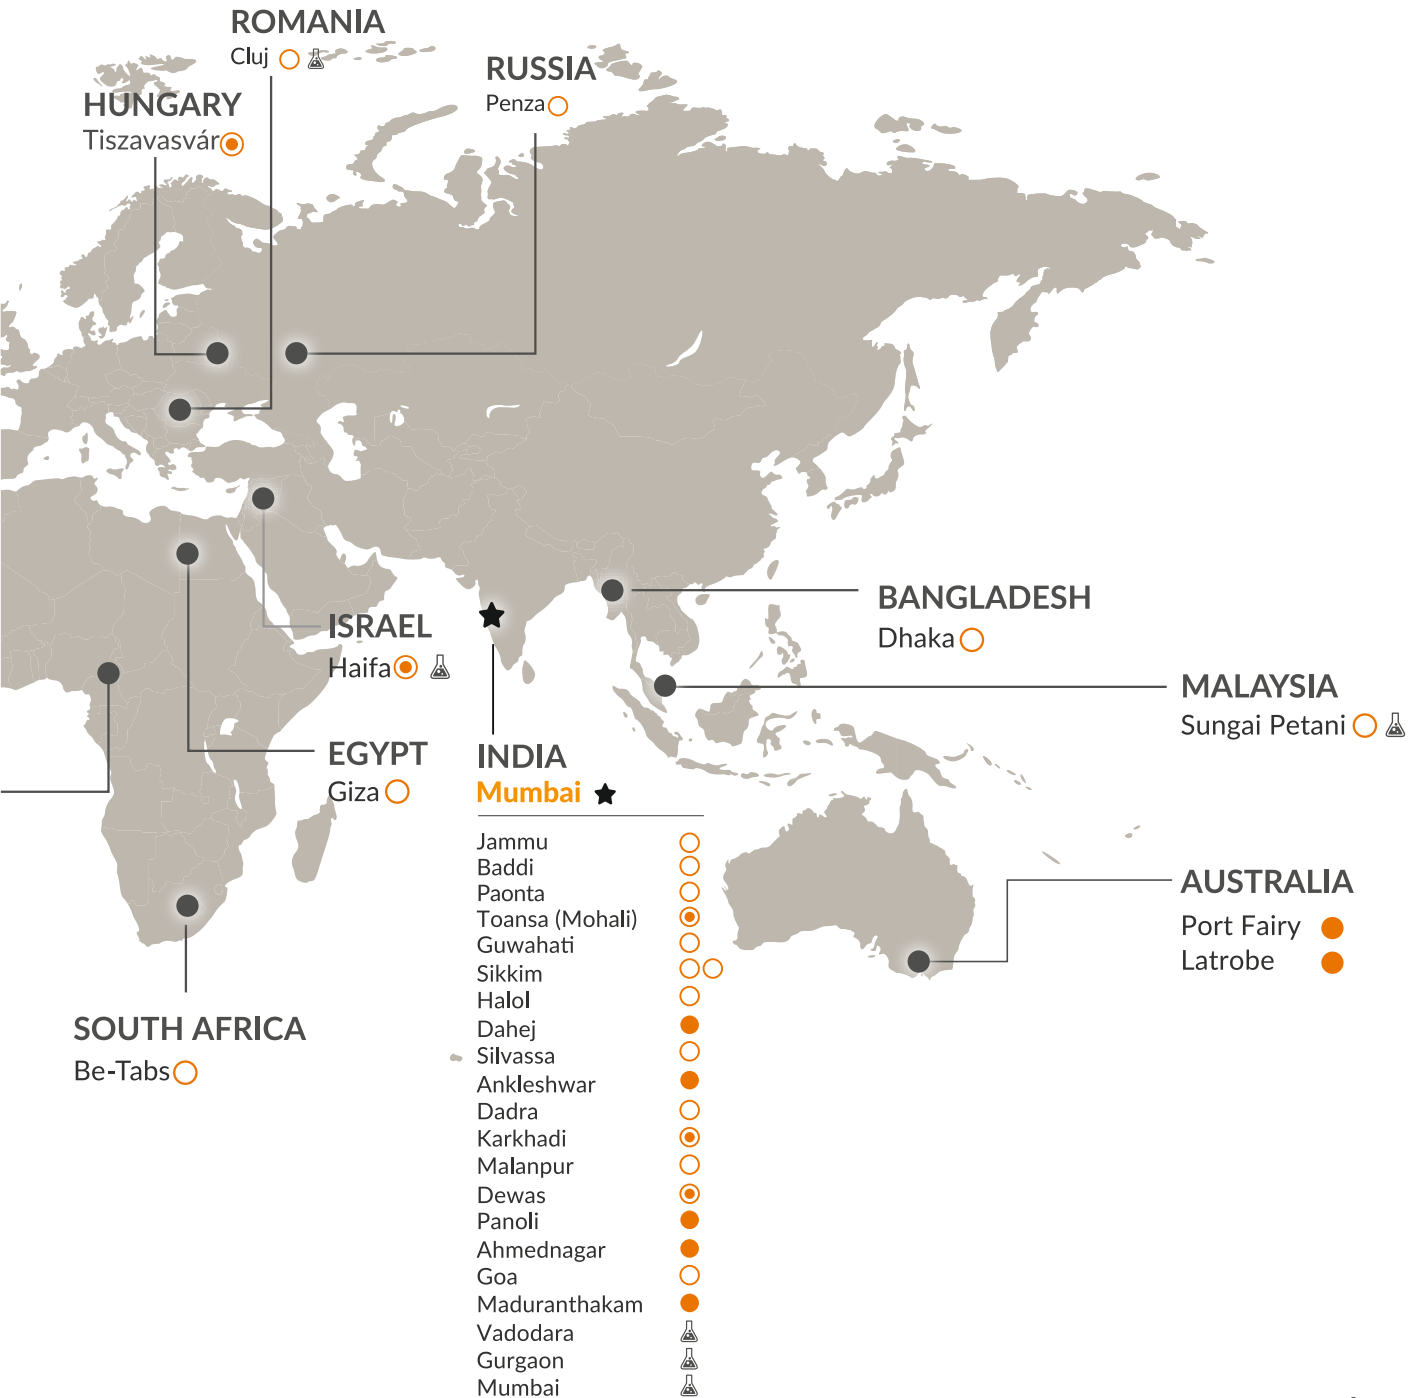 ROMANIA
Cluj
RUSSIA
Penza
HUNGARY
Tiszavasvár
BANGLADESH
Dhaka
ISRAEL
Haifa
MALAYSIA
Sungai Petani
EGYPT
Giza
INDIA
Mumbai
Jammu
Baddi
Paonta
Toansa (Mohali)
Guwahati
Sikkim
Halol
Dahej
Silvassa
Ankleshwar
Dadra
Karkhadi
Malanpur
Dewas
Panoli
Ahmednagar
Goa
Maduranthakam
Vadodara
Gurgaon
Mumbai
AUSTRALIA
Port Fairy
Latrobe
SOUTH AFRICA
Be-Tabs